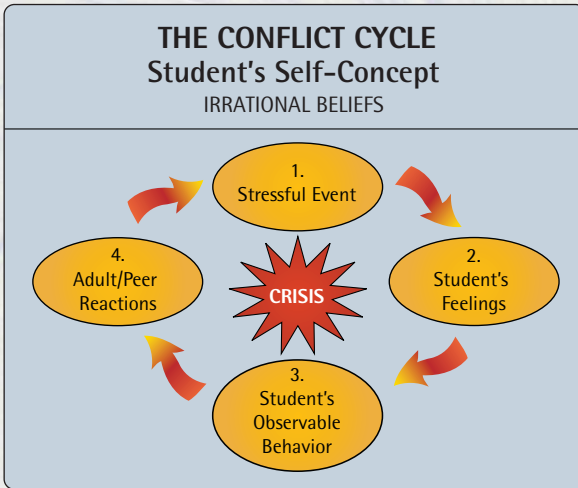 THE CONFLICT CYCLE
Student's Self-Concept
IRRATIONAL BELIEFS
1.
Stressful Event
2.
Student's
Feelings
3.
Student's
Observable
Behavior
4.
Adult/Peer
Reactions
CRISIS